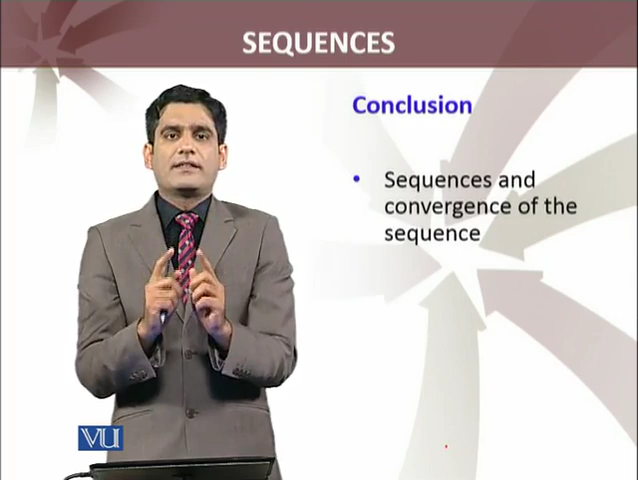 SEQUENCES
Conclusion
• Sequences and
convergence of the
sequence
VU